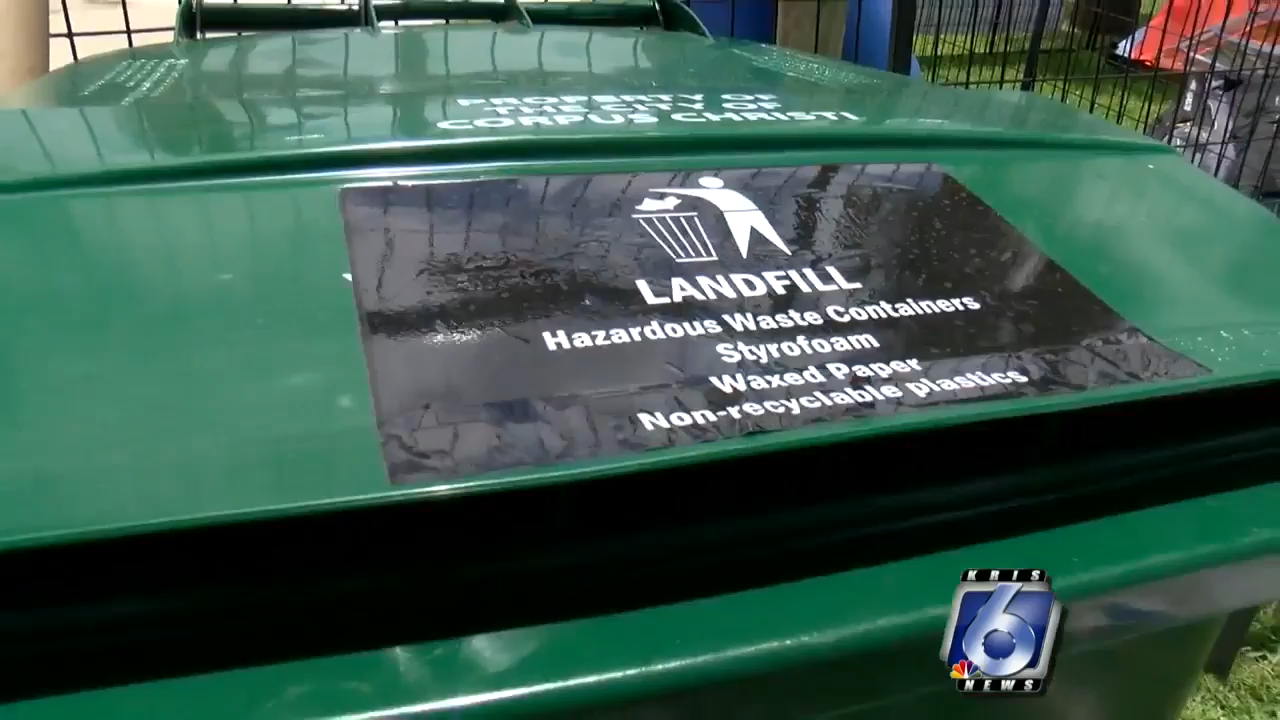 PROPERTY OF
THE CITY OF
CORPUS CHRISTI
LANDFILL
Hazardous Waste Containers
Styrofoam
Waxed Paper
Non-recyclable plastics
KRIS
6
NEWS